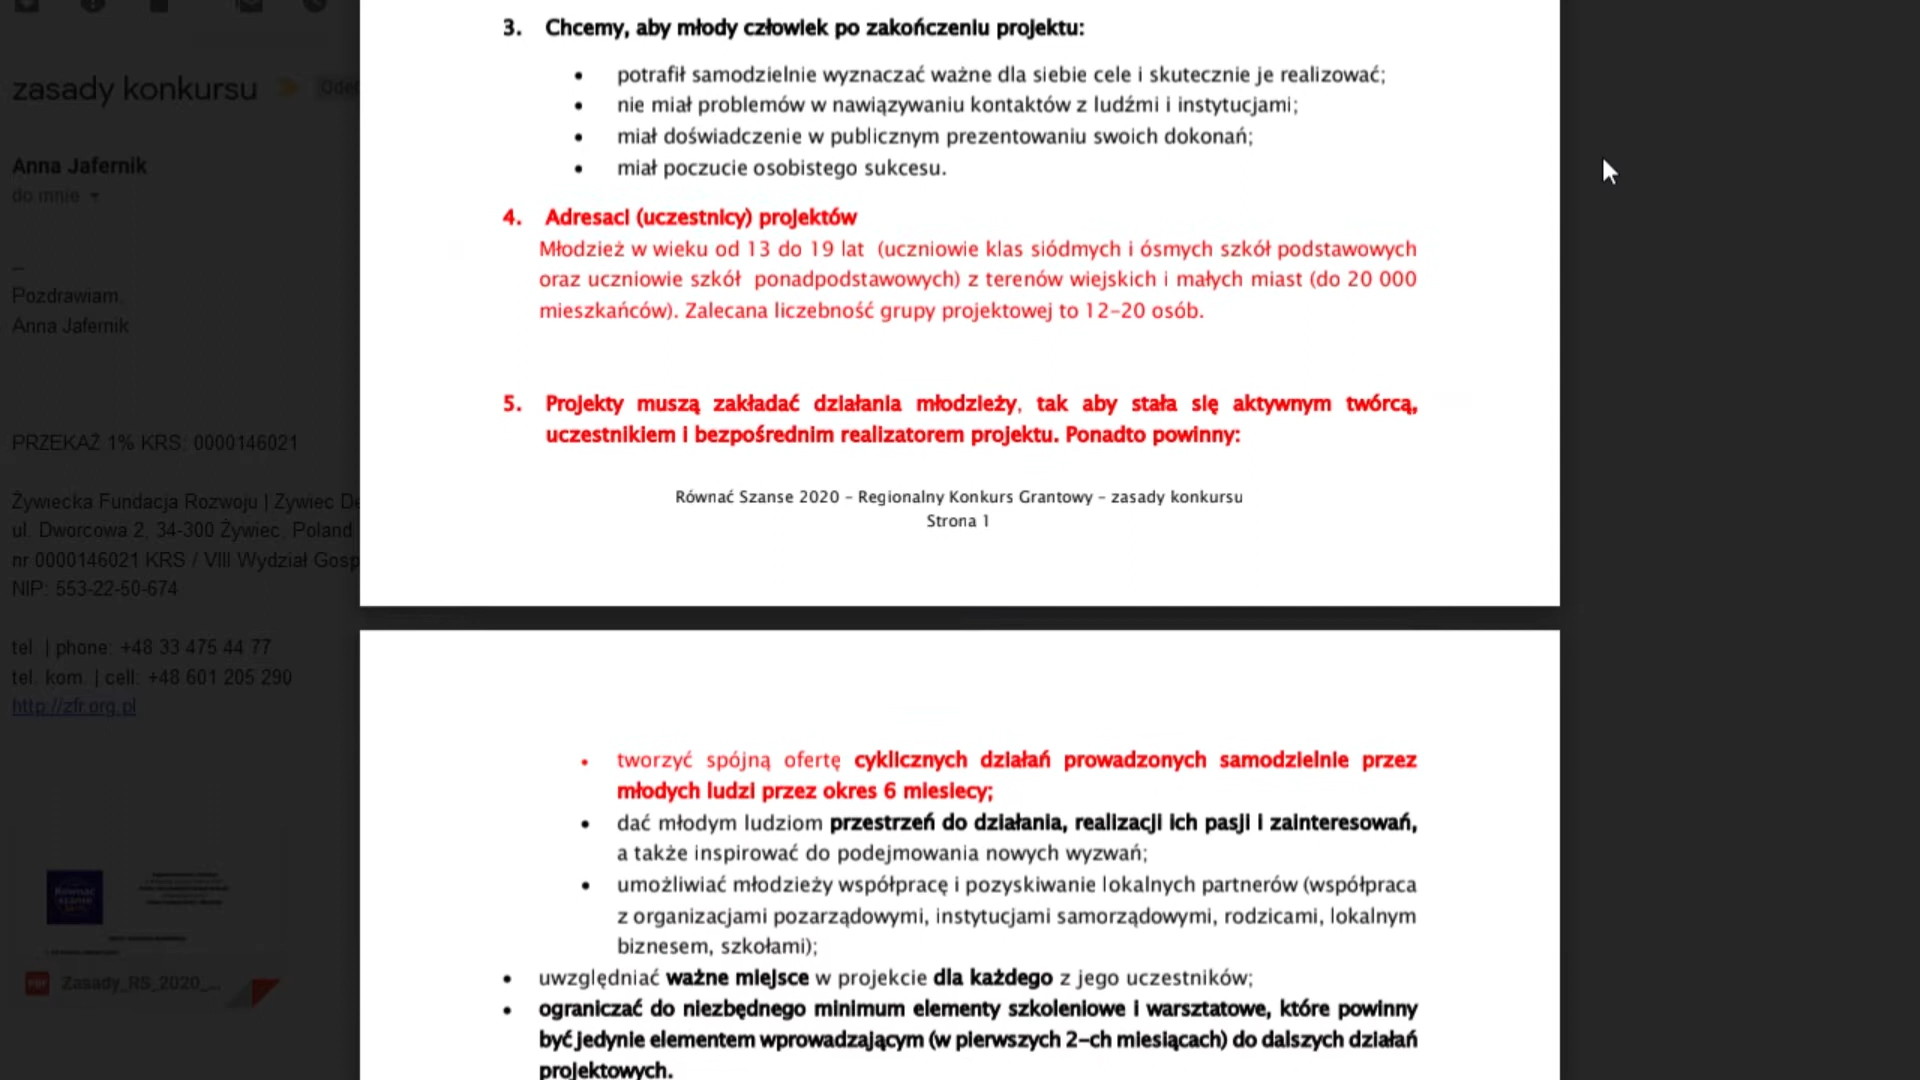 zasady konkursu
Anna Jafernik
do mnie
--
Pozdrawiam,
Anna Jafernik
PRZEKAŻ 1% KRS: 0000146021
Żywiecka Fundacja Rozwoju | Zywiec De
ul. Dworcowa 2, 34-300 Żywiec, Poland
nr 0000146021 KRS / VIII Wydział Gosp
NIP: 553-22-50-674
tel. | phone: +48 33 475 44 77
tel. kom. | cell: +48 601 205 290
http://zfr.org.pl
RÓWNAĆ SZANSE
PDF Zasady_RS_2020_...
3. Chcemy, aby młody człowiek po zakończeniu projektu:
• potrafił samodzielnie wyznaczać ważne dla siebie cele i skutecznie je realizować;
• nie miał problemów w nawiązywaniu kontaktów z ludźmi i instytucjami;
• miał doświadczenie w publicznym prezentowaniu swoich dokonań;
• miał poczucie osobistego sukcesu.
4. Adresaci (uczestnicy) projektów
Młodzież w wieku od 13 do 19 lat (uczniowie klas siódmych i ósmych szkół podstawowych
oraz uczniowie szkół ponadpodstawowych) z terenów wiejskich i małych miast (do 20 000
mieszkańców). Zalecana liczebność grupy projektowej to 12–20 osób.
5. Projekty muszą zakładać działania młodzieży, tak aby stała się aktywnym twórcą,
uczestnikiem i bezpośrednim realizatorem projektu. Ponadto powinny:
Równać Szanse 2020 – Regionalny Konkurs Grantowy – zasady konkursu
Strona 1
• tworzyć spójną ofertę cyklicznych działań prowadzonych samodzielnie przez
młodych ludzi przez okres 6 miesięcy;
• dać młodym ludziom przestrzeń do działania, realizacji ich pasji i zainteresowań,
a także inspirować do podejmowania nowych wyzwań;
• umożliwiać młodzieży współpracę i pozyskiwanie lokalnych partnerów (współpraca
z organizacjami pozarządowymi, instytucjami samorządowymi, rodzicami, lokalnym
biznesem, szkołami);
• uwzględniać ważne miejsce w projekcie dla każdego z jego uczestników;
• ograniczać do niezbędnego minimum elementy szkoleniowe i warsztatowe, które powinny
być jedynie elementem wprowadzającym (w pierwszych 2-ch miesiącach) do dalszych działań
projektowych.